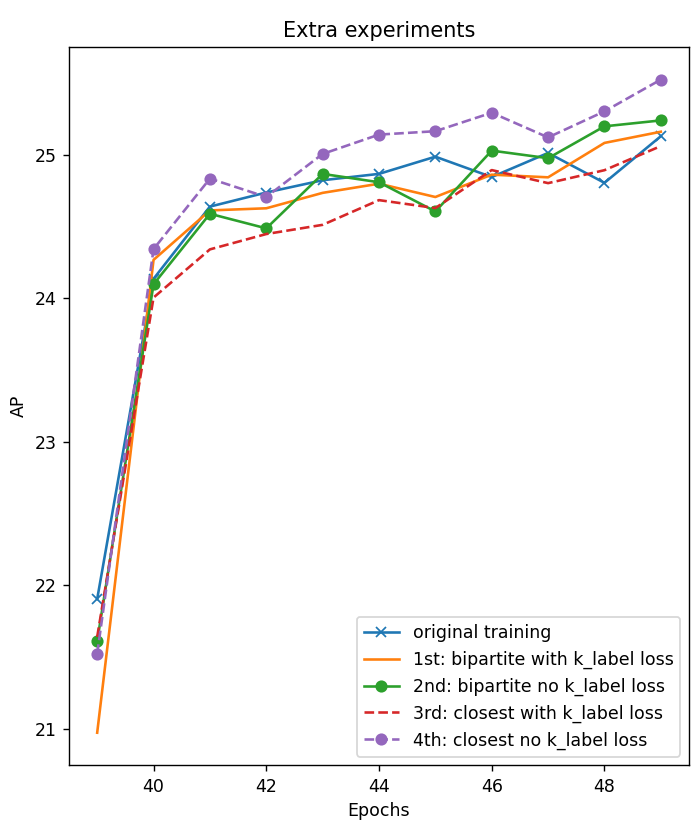 Extra experiments
AP
25
24
23
22
21
original training
1st: bipartite with k_label loss
2nd: bipartite no k_label loss
3rd: closest with k_label loss
4th: closest no k_label loss
40 42 44 46 48
Epochs